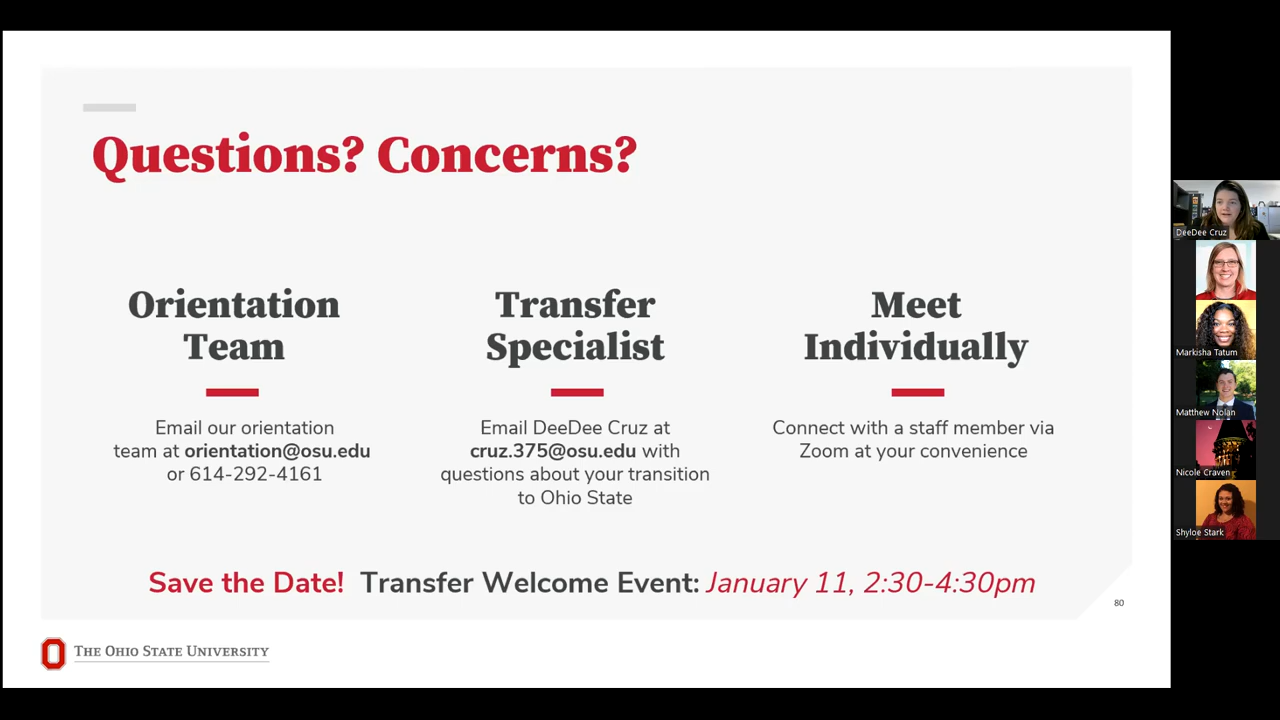 Questions? Concerns?
Orientation
Team
Email our orientation
team at orientation@osu.edu
or 614-292-4161
Transfer
Specialist
Email DeeDee Cruz at
cruz.375@osu.edu with
questions about your transition
to Ohio State
Meet
Individually
Connect with a staff member via
Zoom at your convenience
Save the Date! Transfer Welcome Event: January 11, 2:30-4:30pm
80
THE OHIO STATE UNIVERSITY
DeeDee Cruz
Markisha Tatum
Matthew Nolan
Nicole Craven
Shyloe Stark